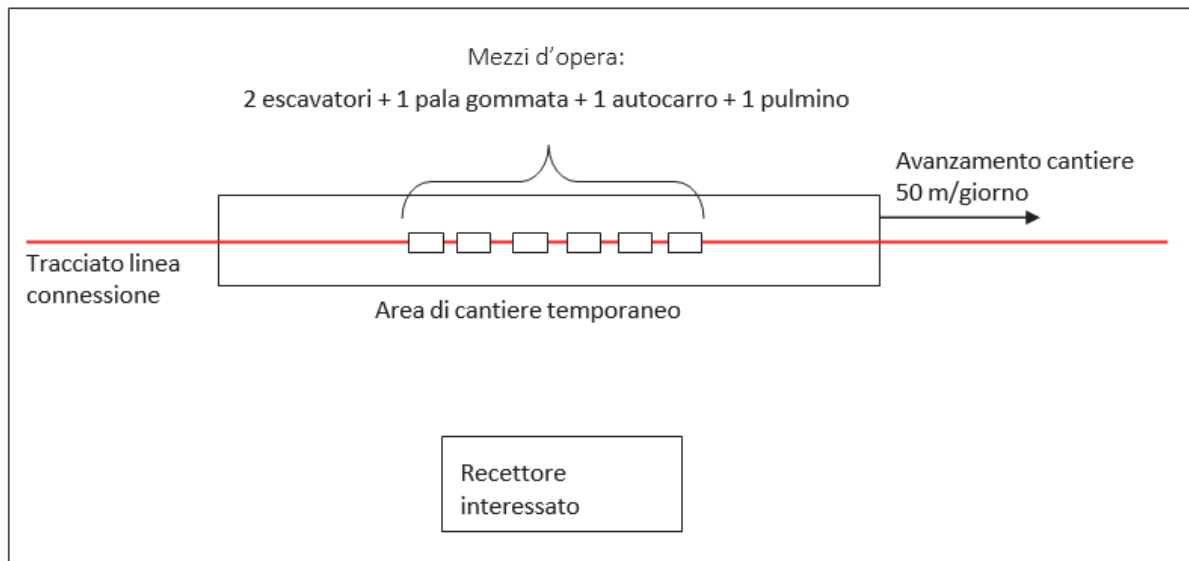 Mezzi d’opera:
2 escavatori + 1 pala gommata + 1 autocarro + 1 pulmino
Avanzamento cantiere
50 m/giorno
Tracciato linea
connessione
Area di cantiere temporaneo
Recettore
interessato